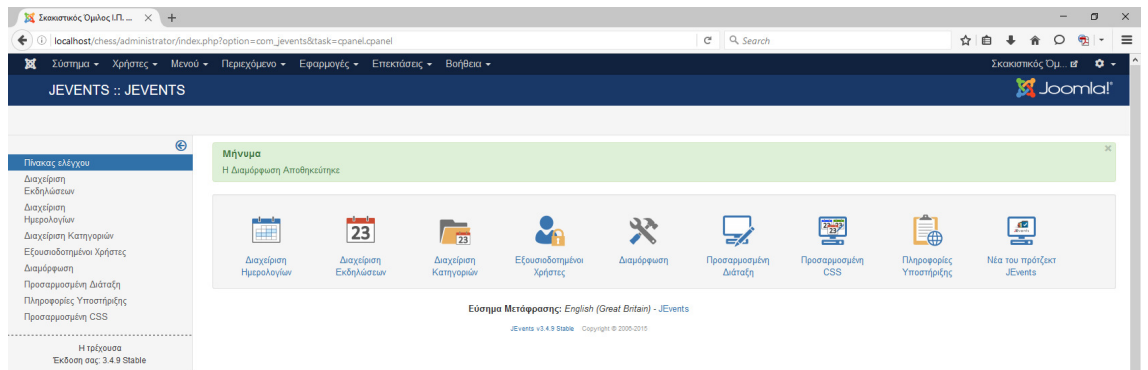 Σκακιστικός Όμιλος Ι.Π. ...
localhost/chess/administrator/index.php?option=com_jevents&task=cpanel.cpanel
Search
Σύστημα Χρήστες Μενού Περιεχόμενο Εφαρμογές Επεκτάσεις Βοήθεια Σκακιστικός Όμ...
JEVENTS :: JEVENTS
Joomla!
Πίνακας ελέγχου
Διαχείριση
Εκδηλώσεων
Διαχείριση
Ημερολογίων
Διαχείριση Κατηγοριών
Εξουσιοδοτημένοι Χρήστες
Διαμόρφωση
Προσαρμοσμένη Διάταξη
Πληροφορίες Υποστήριξης
Προσαρμοσμένη CSS
Η τρέχουσα
Έκδοση σας: 3.4.9 Stable
Μήνυμα
Η Διαμόρφωση Αποθηκεύτηκε
23
23
Διαχείριση
Ημερολογίων
Διαχείριση
Εκδηλώσεων
Διαχείριση
Κατηγοριών
Εξουσιοδοτημένοι
Χρήστες
Διαμόρφωση
Προσαρμοσμένη
Διάταξη
Προσαρμοσμένη
CSS
Πληροφορίες
Υποστήριξης
Νέα του πρότζεκτ
JEvents
Εύσημα Μετάφρασης: English (Great Britain) - JEvents
JEvents v3.4.9 Stable Copyright © 2006-2015